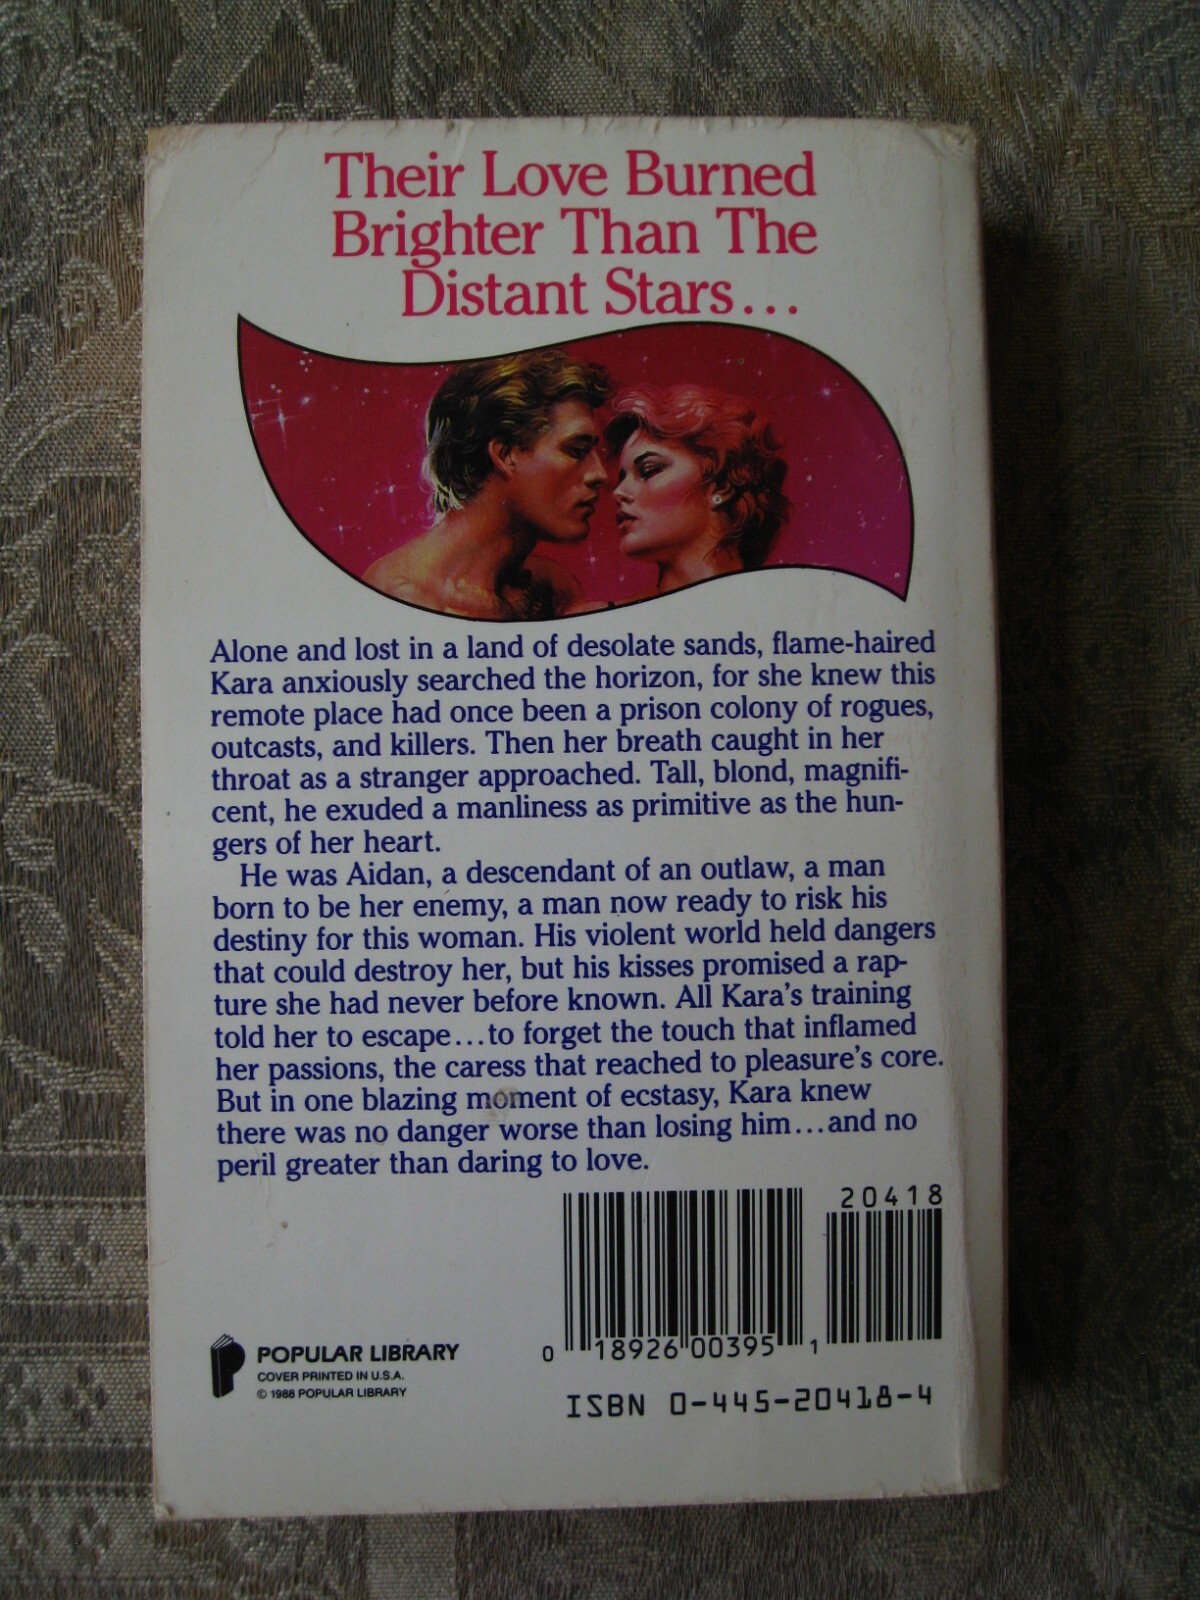 Their Love Burned
Brighter Than The
Distant Stars...
Alone and lost in a land of desolate sands, flame-haired
Kara anxiously searched the horizon, for she knew this
remote place had once been a prison colony of rogues,
outcasts, and killers. Then her breath caught in her
throat as a stranger approached. Tall, blond, magnifi-
cent, he exuded a manliness as primitive as the hun-
gers of her heart.
He was Aidan, a descendant of an outlaw, a man
born to be her enemy, a man now ready to risk his
destiny for this woman. His violent world held dangers
that could destroy her, but his kisses promised a rap-
ture she had never before known. All Kara's training
told her to escape...to forget the touch that inflamed
her passions, the caress that reached to pleasure's core.
But in one blazing moment of ecstasy, Kara knew
there was no danger worse than losing him...and no
peril greater than daring to love.
20418
0 18926 00395 1
POPULAR LIBRARY
COVER PRINTED IN U.S.A.
© 1988 POPULAR LIBRARY
ISBN 0-445-20418-4